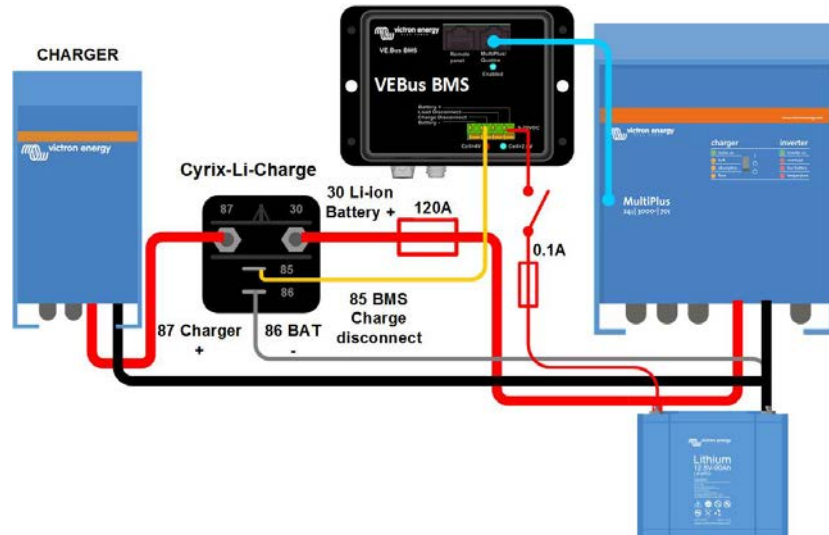 CHARGER
victron energy
victron energy
VE.Bus BMS
Remote panel
MultiPlus/
Quattro
Enabled
VEBus BMS
Battery +
Load Disconnect
Charge Disconnect
Battery -
victron energy
charger
inverter
MultiPlus
Cyrix-Li-Charge
87
30
85
86
30 Li-ion
Battery +
120A
0.1A
87 Charger
+
86 BAT
-
85 BMS
Charge
disconnect
victron energy
Lithium